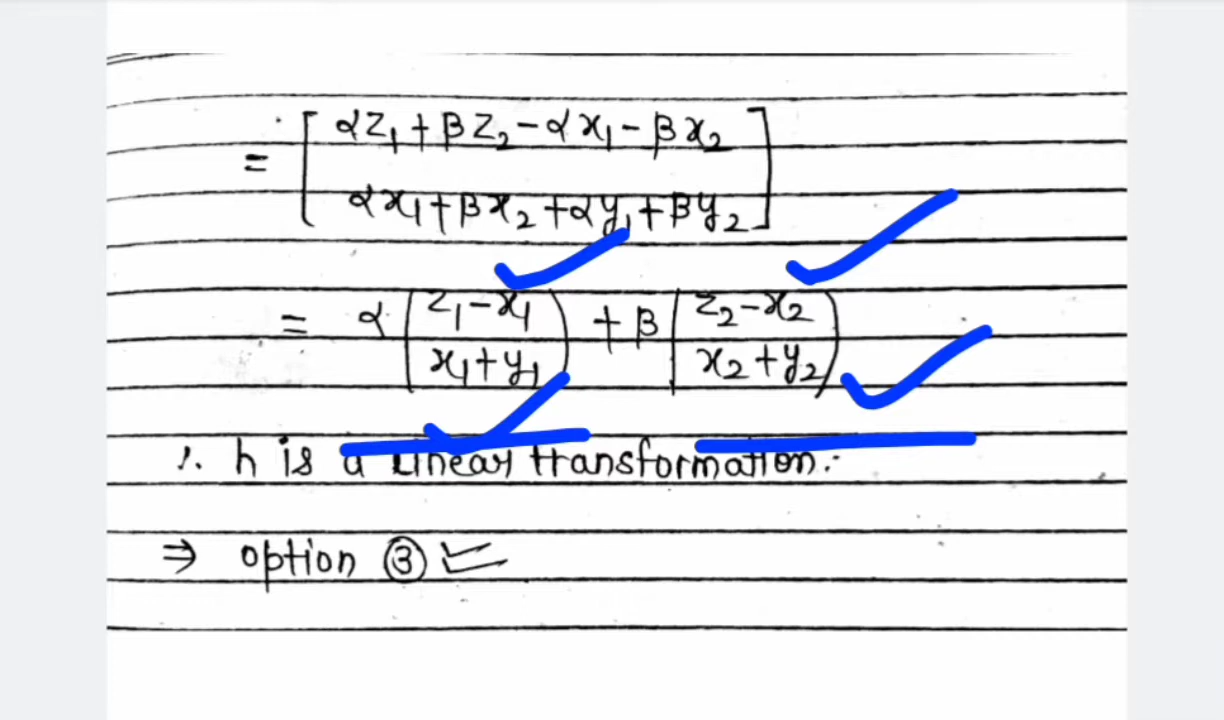 = [ αz₁ + βz₂ - αx₁ - βx₂
αx₁ + βx₂ + αy₁ + βy₂ ]
= α ( z₁ - x₁ ) + β ( z₂ - x₂ )
( x₁ + y₁ ) ( x₂ + y₂ )
∴ h is a linear transformation.
⇒ option ③